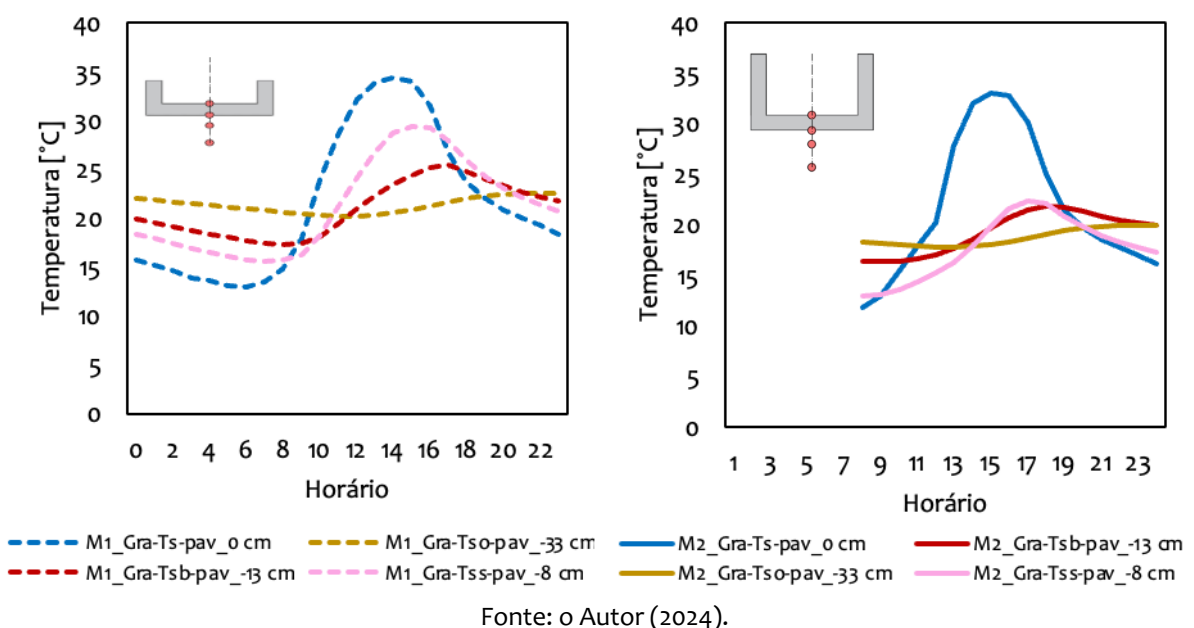 40
35
30
25
20
15
10
5
0
Temperatura [°C]
0 2 4 6 8 10 12 14 16 18 20 22
Horário
40
35
30
25
20
15
10
5
0
Temperatura [°C]
1 3 5 7 9 11 13 15 17 19 21 23
Horário
M1_Gra-Ts-pav_0 cm M1_Gra-Tso-pav_-33 cm M2_Gra-Ts-pav_0 cm M2_Gra-Tsb-pav_-13 cm
M1_Gra-Tsb-pav_-13 cm M1_Gra-Tss-pav_-8 cm M2_Gra-Tso-pav_-33 cm M2_Gra-Tss-pav_-8 cm
Fonte: o Autor (2024).